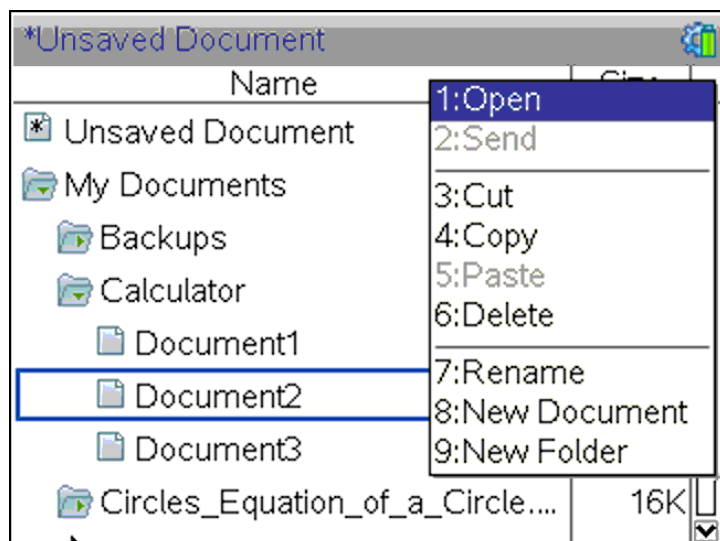 *Unsaved Document
Name
1:Open
Unsaved Document
2:Send
My Documents
3:Cut
Backups
4:Copy
5:Paste
Calculator
6:Delete
Document1
7:Rename
Document2
8:New Document
Document3
9:New Folder
Circles_Equation_of_a_Circle.... 16K